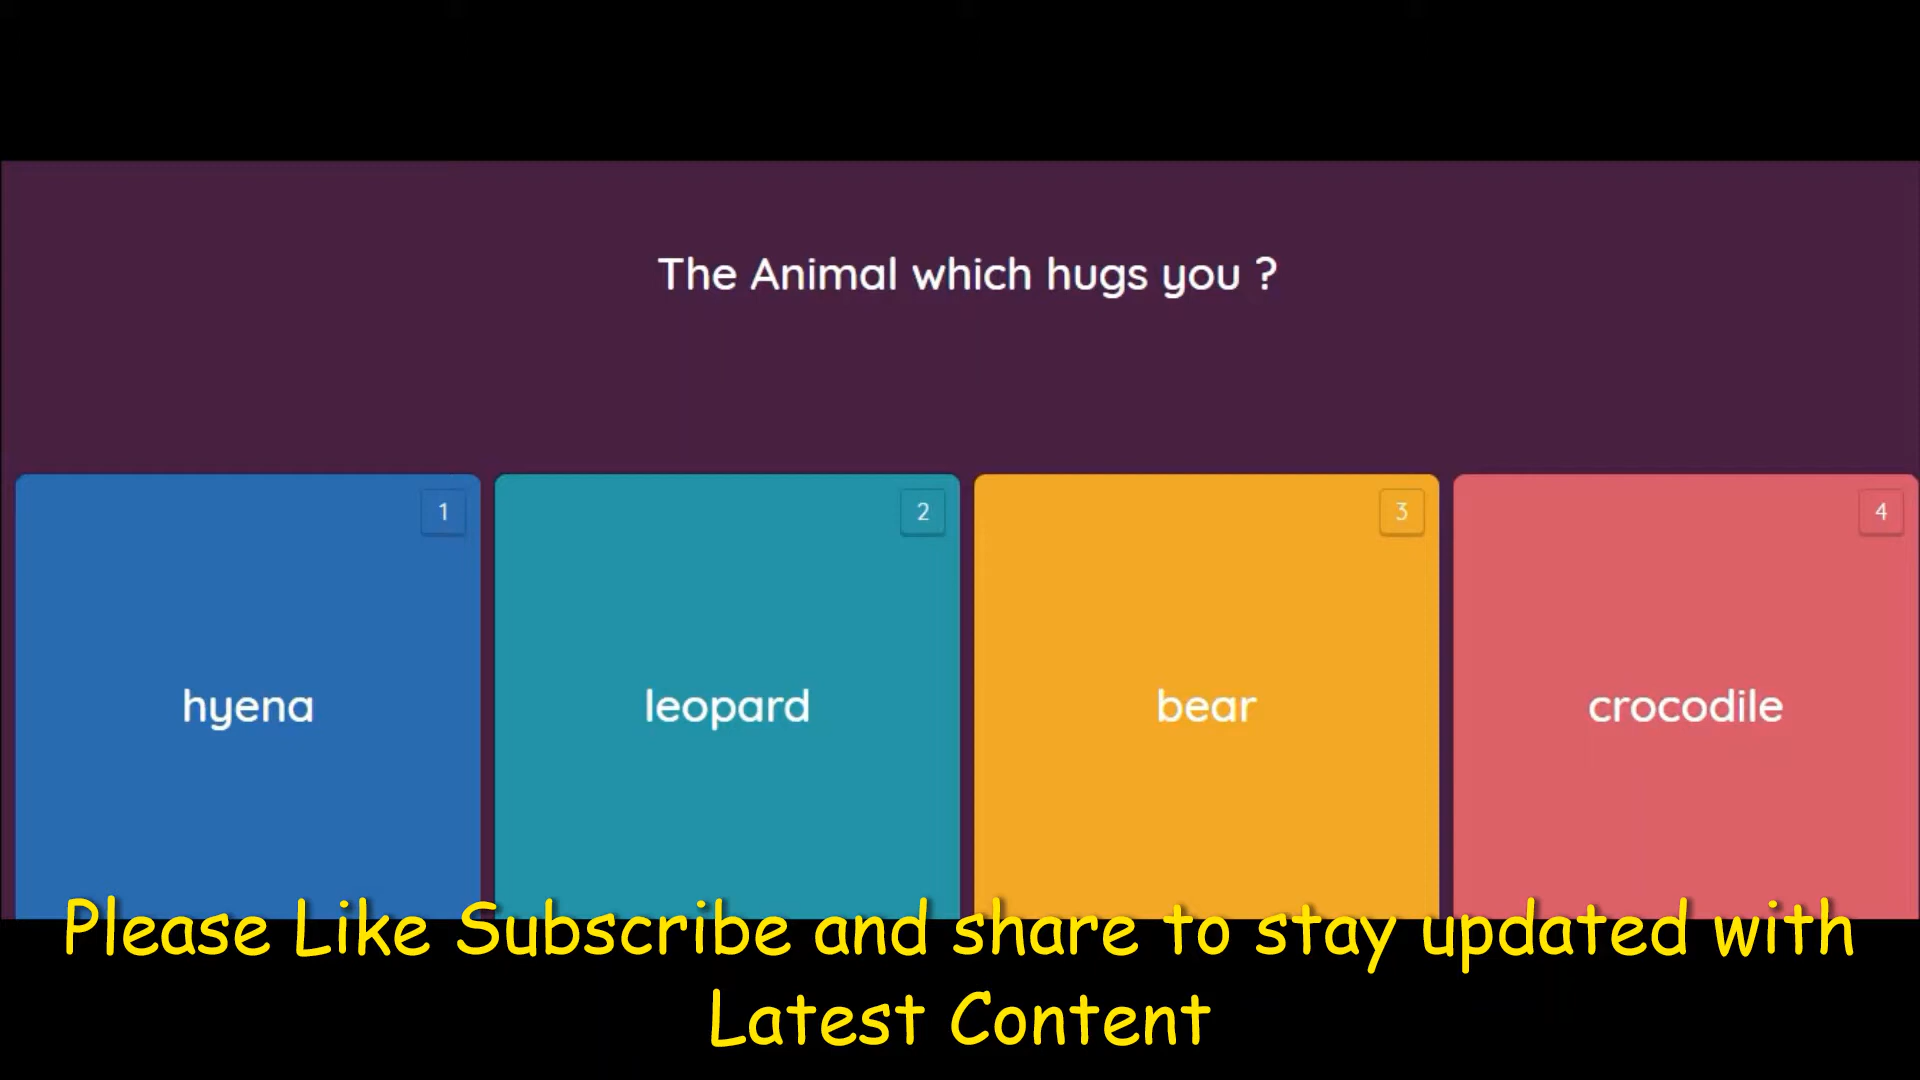 The Animal which hugs you ?
1
2
3
4
hyena
leopard
bear
crocodile
Please Like Subscribe and share to stay updated with
Latest Content